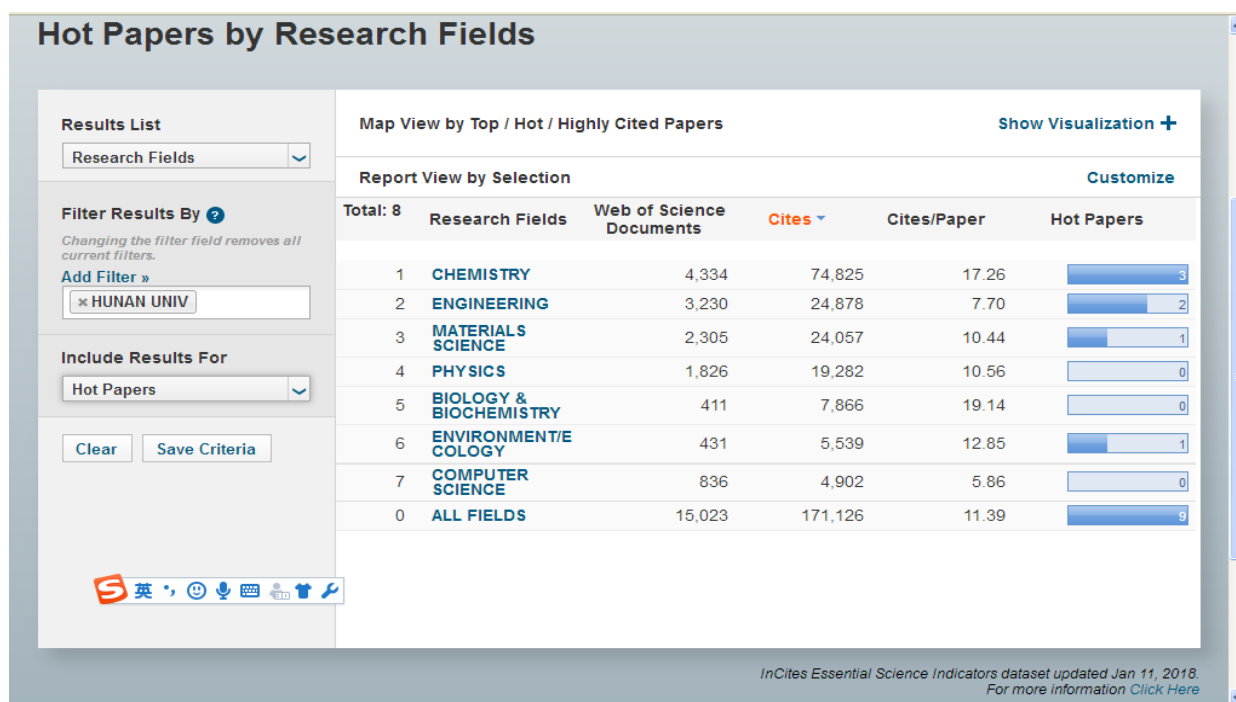 Hot Papers by Research Fields
Results List
Research Fields
Filter Results By ?
Changing the filter field removes all
current filters.
Add Filter »
× HUNAN UNIV
Include Results For
Hot Papers
Clear Save Criteria
Map View by Top / Hot / Highly Cited Papers Show Visualization +
Report View by Selection Customize
Total: 8 Research Fields Web of Science Documents Cites Cites/Paper Hot Papers
1 CHEMISTRY 4,334 74,825 17.26 3
2 ENGINEERING 3,230 24,878 7.70 2
3 MATERIALS SCIENCE 2,305 24,057 10.44 1
4 PHYSICS 1,826 19,282 10.56 0
5 BIOLOGY & BIOCHEMISTRY 411 7,866 19.14 0
6 ENVIRONMENT/ECOLOGY 431 5,539 12.85 1
7 COMPUTER SCIENCE 836 4,902 5.86 0
0 ALL FIELDS 15,023 171,126 11.39 9
英
InCites Essential Science Indicators dataset updated Jan 11, 2018.
For more information Click Here